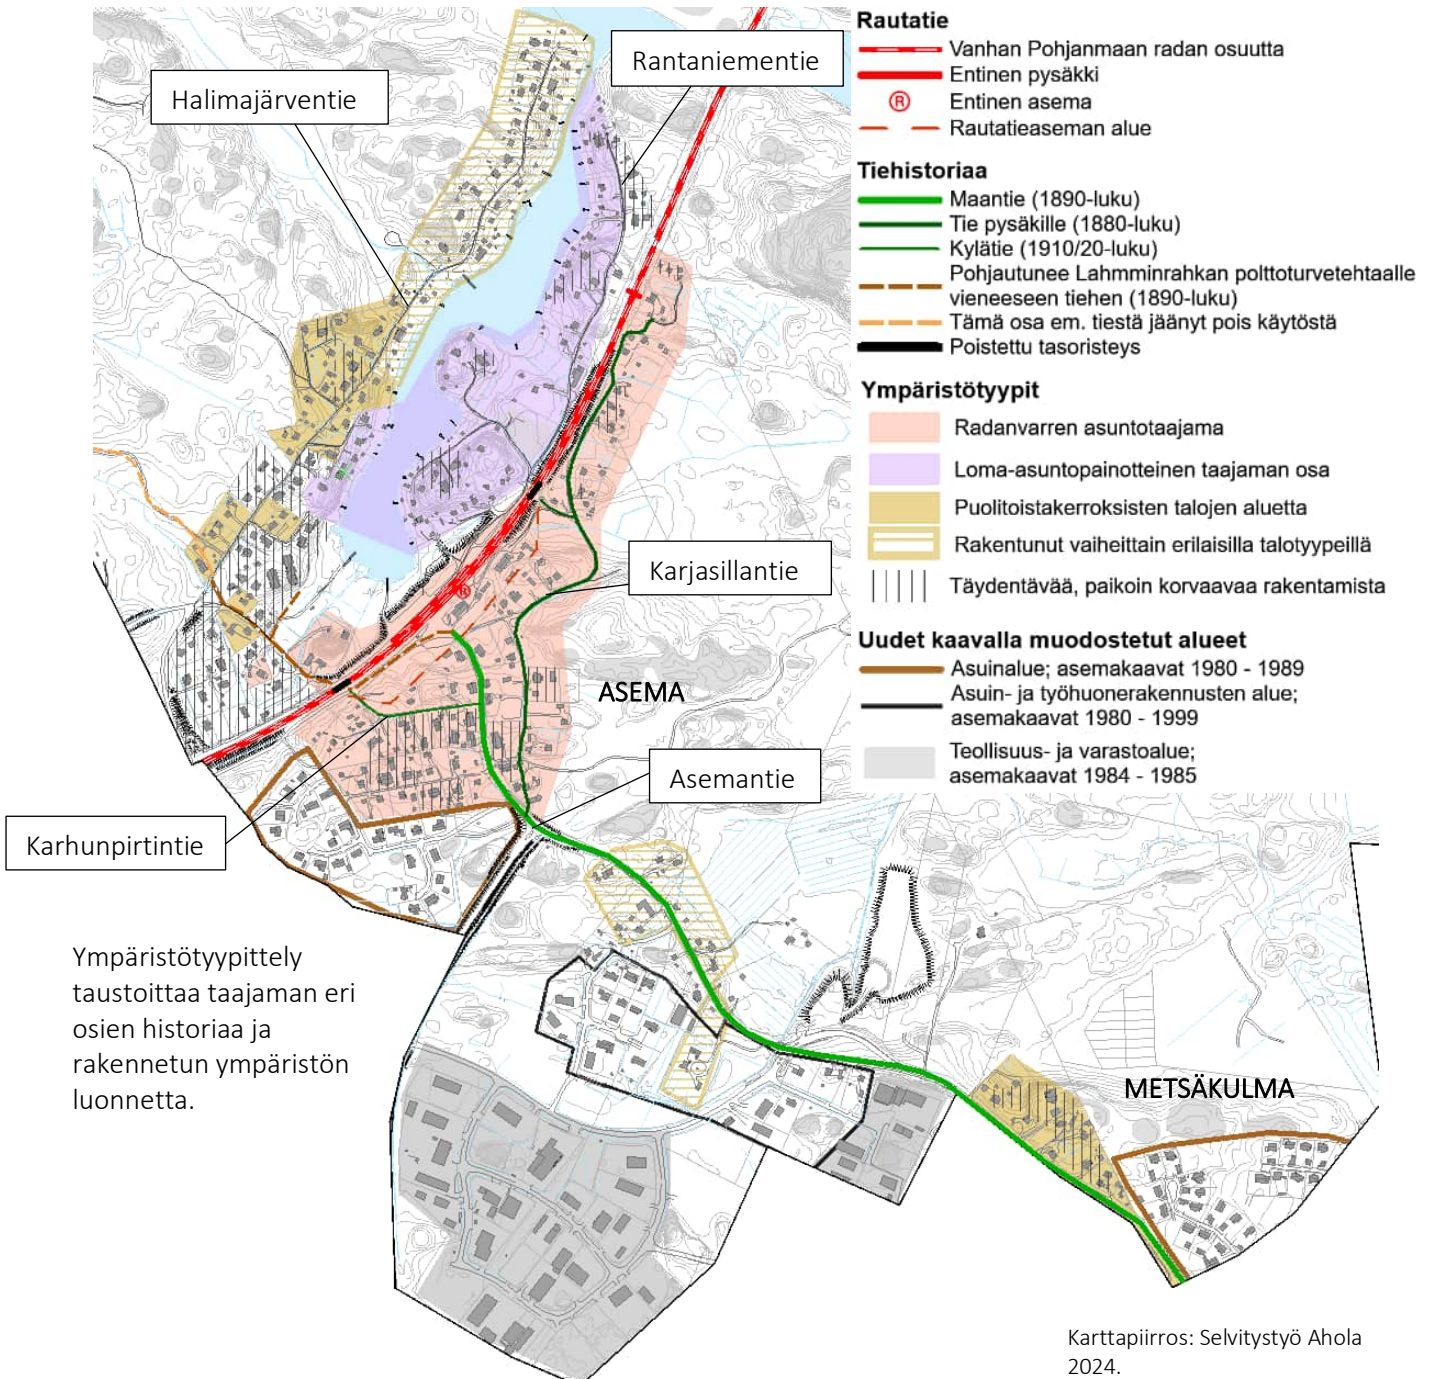 Rautatie
Vanhan Pohjanmaan radan osuutta
Entinen pysäkki
R Entinen asema
Rautatieaseman alue
Tiehistoriaa
Maantie (1890-luku)
Tie pysäkille (1880-luku)
Kylätie (1910/20-luku)
Pohjautunee Lahmminrahkan polttoturvetehtaalle
vieneeseen tiehen (1890-luku)
Tämä osa em. tiestä jäänyt pois käytöstä
Poistettu tasoristeys
Ympäristötyypit
Radanvarren asuntotaajama
Loma-asuntopainotteinen taajaman osa
Puolitoistakerroksisten talojen aluetta
Rakentunut vaiheittain erilaisilla talotyypeillä
Täydentävää, paikoin korvaavaa rakentamista
Uudet kaavalla muodostetut alueet
Asuinalue; asemakaavat 1980 - 1989
Asuin- ja työhuonerakennusten alue;
asemakaavat 1980 - 1999
Teollisuus- ja varastoalue;
asemakaavat 1984 - 1985
Rantaniementie
Halimajärventie
Karjasillantie
R
ASEMA
Asemantie
Karhunpirtintie
METSÄKULMA
Ympäristötyypittely
taustoittaa taajaman eri
osien historiaa ja
rakennetun ympäristön
luonnetta.
Karttapiirros: Selvitystyö Ahola
2024.